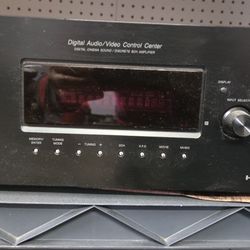 Digital Audio/Video Control Center
DIGITAL CINEMA SOUND / DISCRETE 6CH AMPLIFIER
DISPLAY
INPUT SELECTOR
MEMORY/
ENTER
TUNING
MODE
– TUNING +
2CH
A.F.D.
MOVIE
MUSIC